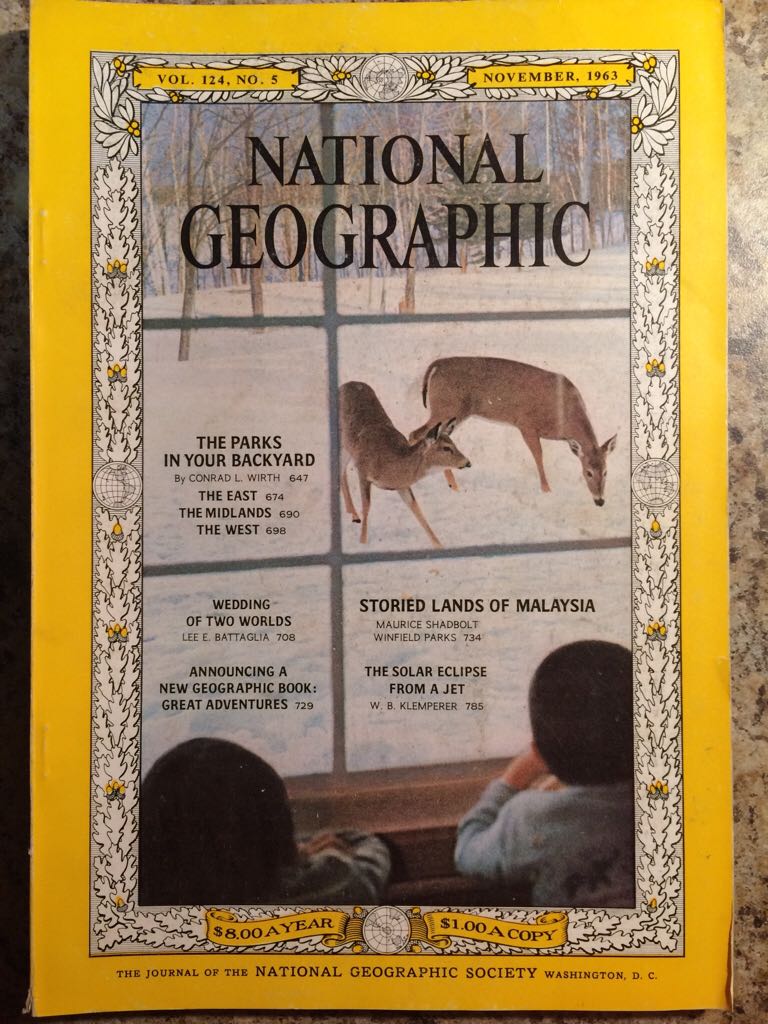 VOL. 124, NO. 5
NOVEMBER, 1963
NATIONAL
GEOGRAPHIC
THE PARKS
IN YOUR BACKYARD
By CONRAD L. WIRTH 647
THE EAST 674
THE MIDLANDS 690
THE WEST 698
WEDDING
OF TWO WORLDS
LEE E. BATTAGLIA 708
ANNOUNCING A
NEW GEOGRAPHIC BOOK:
GREAT ADVENTURES 729
STORIED LANDS OF MALAYSIA
MAURICE SHADBOLT
WINFIELD PARKS 734
THE SOLAR ECLIPSE
FROM A JET
W. B. KLEMPERER 785
$8.00 A YEAR
$1.00 A COPY
THE JOURNAL OF THE NATIONAL GEOGRAPHIC SOCIETY WASHINGTON, D. C.